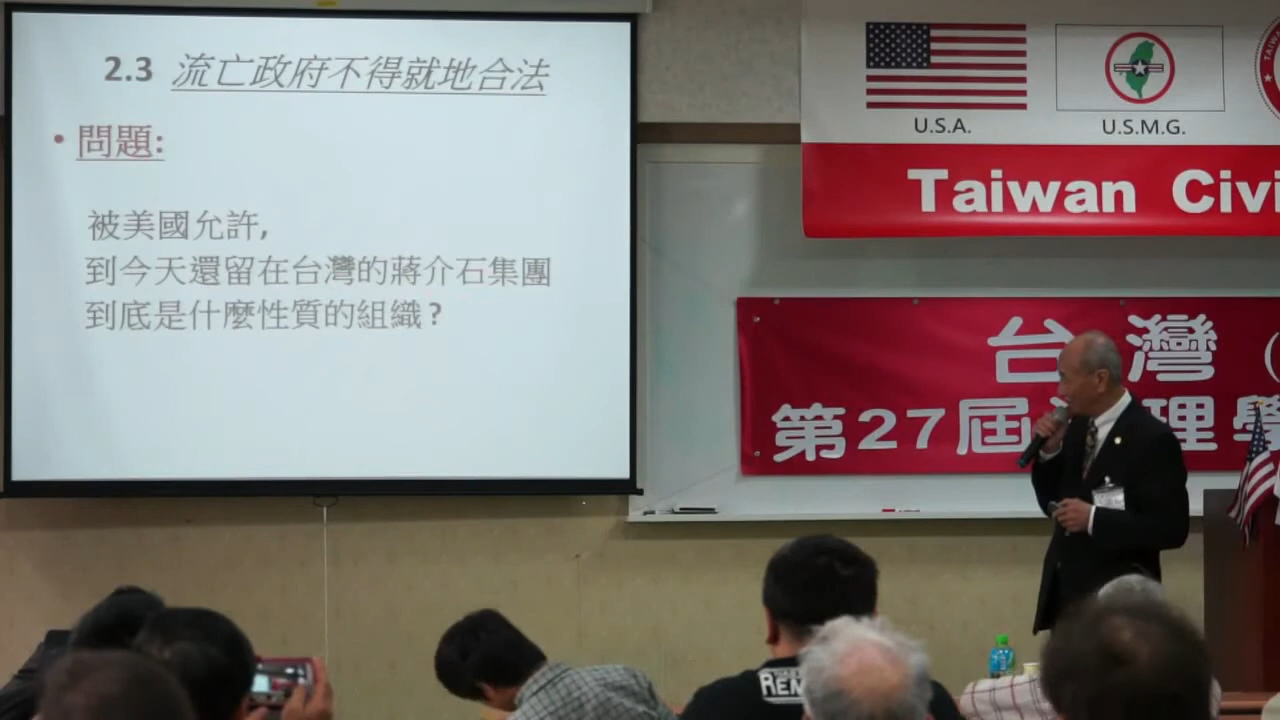 2.3 流亡政府不得就地合法
• 問題:
被美國允許,
到今天還留在台灣的蔣介石集團
到底是什麼性質的組織?
U.S.A.
U.S.M.G.
TAIWAN
Taiwan Civi
台灣(
第27屆 理學